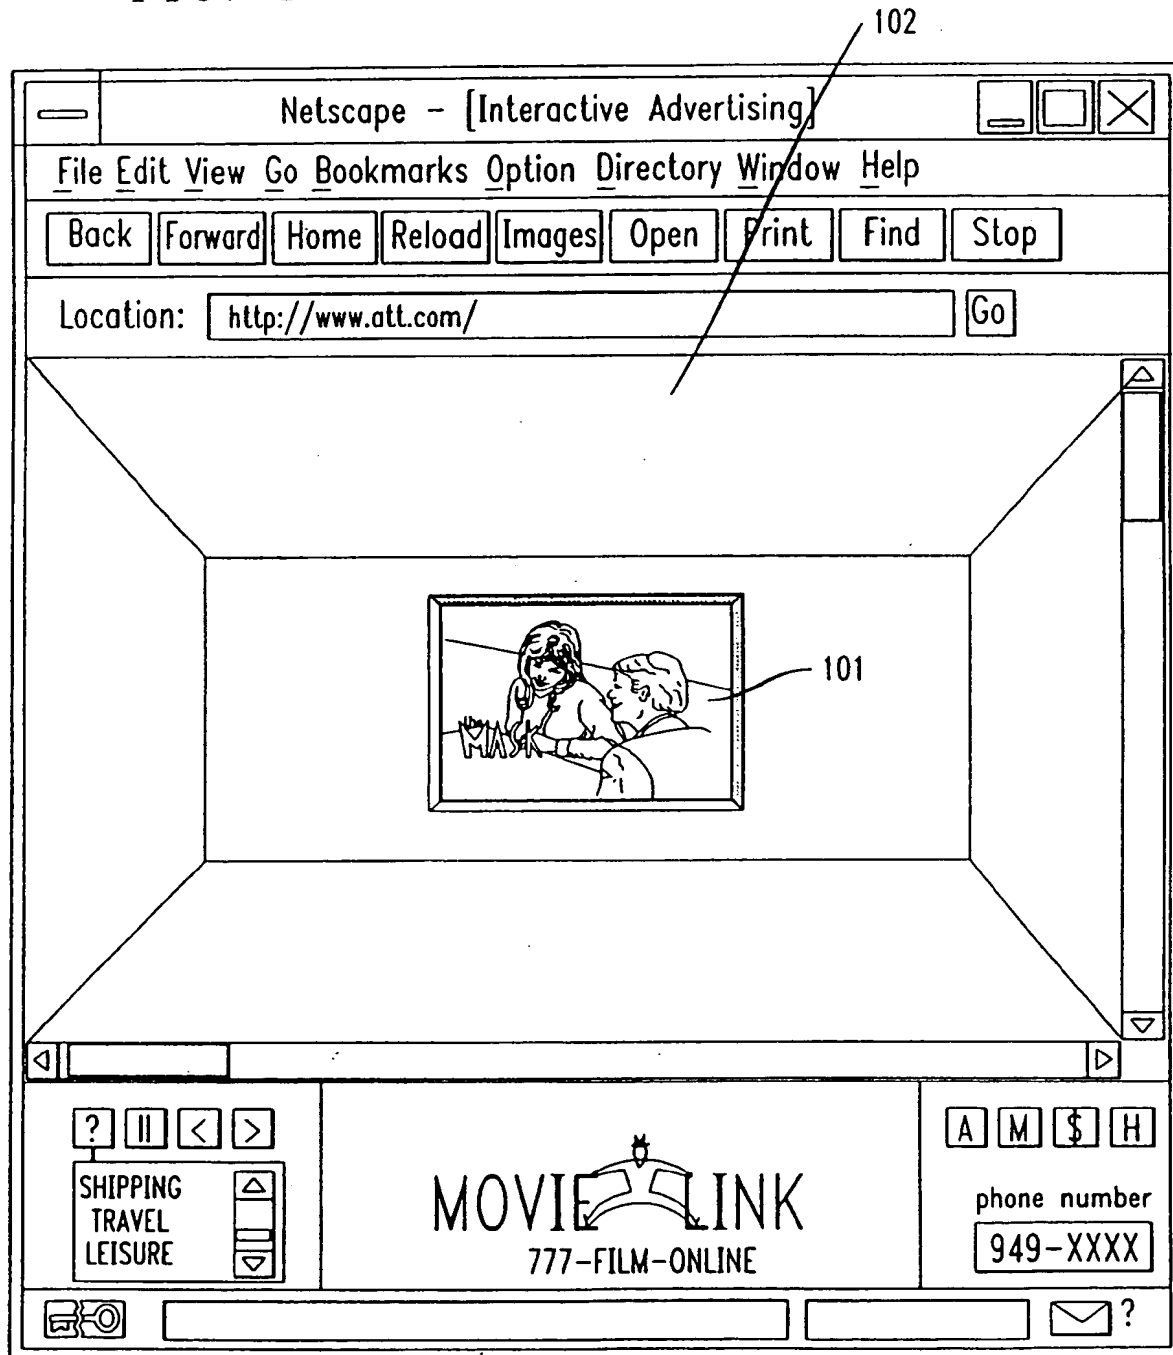 102
Netscape - [Interactive Advertising]
File Edit View Go Bookmarks Option Directory Window Help
Back Forward Home Reload Images Open Print Find Stop
Location: http://www.att.com/ Go
101
MASK
? || < > A M $ H
SHIPPING
TRAVEL
LEISURE
MOVIE LINK
777-FILM-ONLINE
phone number
949-XXXX
?